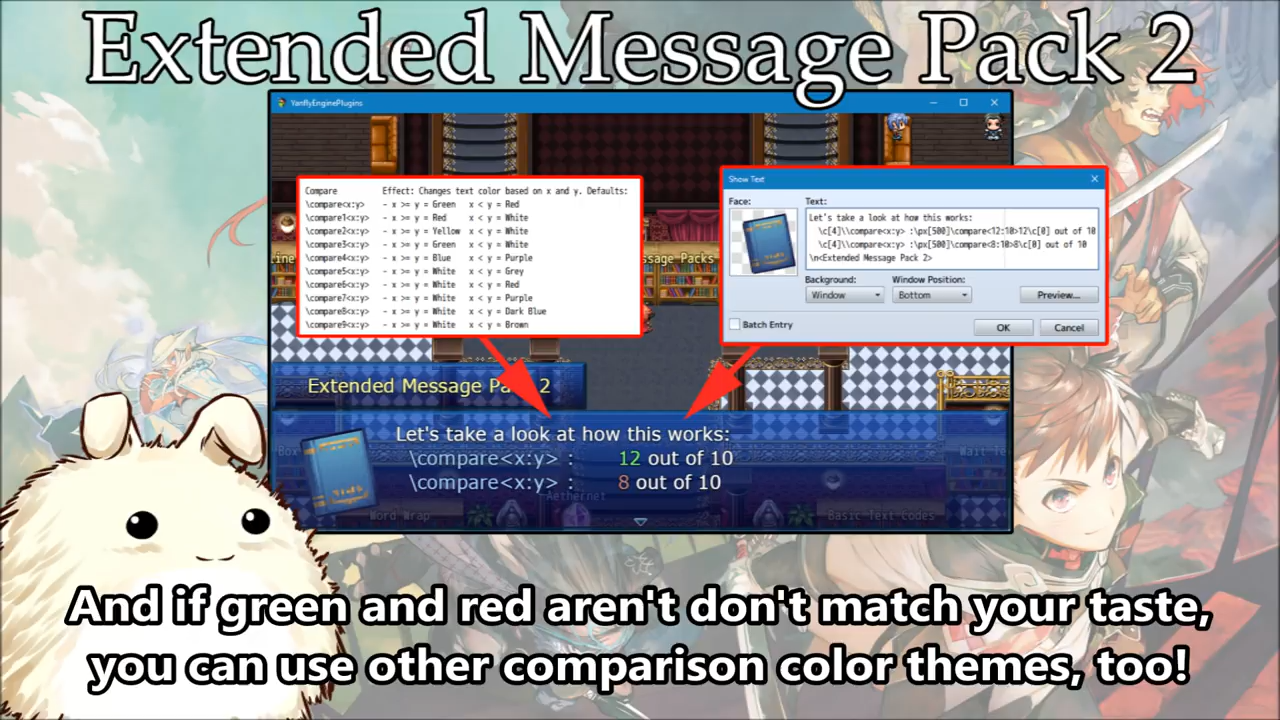 Extended Message Pack 2
YanflyEnginePlugins
Compare Effect: Changes text color based on x and y. Defaults:
\compare<x:y> - x >= y = Green x < y = Red
\compare1<x:y> - x >= y = Red x < y = White
\compare2<x:y> - x >= y = Yellow x < y = White
\compare3<x:y> - x >= y = Green x < y = White
\compare4<x:y> - x >= y = Blue x < y = Purple
\compare5<x:y> - x >= y = White x < y = Grey
\compare6<x:y> - x >= y = White x < y = Red
\compare7<x:y> - x >= y = White x < y = Purple
\compare8<x:y> - x >= y = White x < y = Dark Blue
\compare9<x:y> - x >= y = White x < y = Brown
Show Text
Face:
Text:
Let's take a look at how this works:
\c[4]\\compare<x:y> :\px[500]\compare<12:10>12\c[0] out of 10
\c[4]\\compare<x:y> :\px[500]\compare<8:10>8\c[0] out of 10
\n<Extended Message Pack 2>
Background: Window Position:
Window Bottom Preview...
Batch Entry
OK Cancel
ssage Packs
Extended Message Pa 2
Let's take a look at how this works:
\compare<x:y> : 12 out of 10
\compare<x:y> : 8 out of 10
Box
Wait Te
Aethernet
Word Wrap
Basic Text Codes
And if green and red aren't don't match your taste,
you can use other comparison color themes, too!